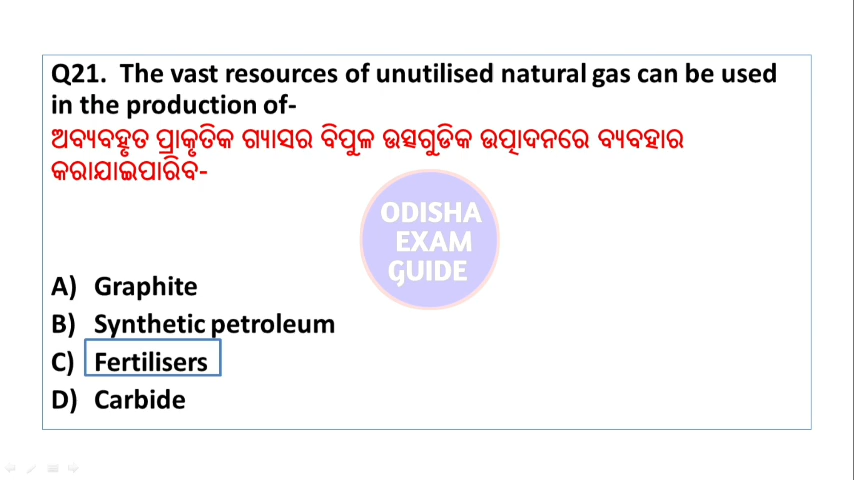 Q21. The vast resources of unutilised natural gas can be used
in the production of-
ଅବ୍ୟବହୃତ ପ୍ରାକୃତିକ ଗ୍ୟାସର ବିପୁଳ ଉତ୍ସଗୁଡିକ ଉତ୍ପାଦନରେ ବ୍ୟବହାର
କରାଯାଇପାରିବ-
ODISHA
EXAM
GUIDE
A) Graphite
B) Synthetic petroleum
C) Fertilisers
D) Carbide